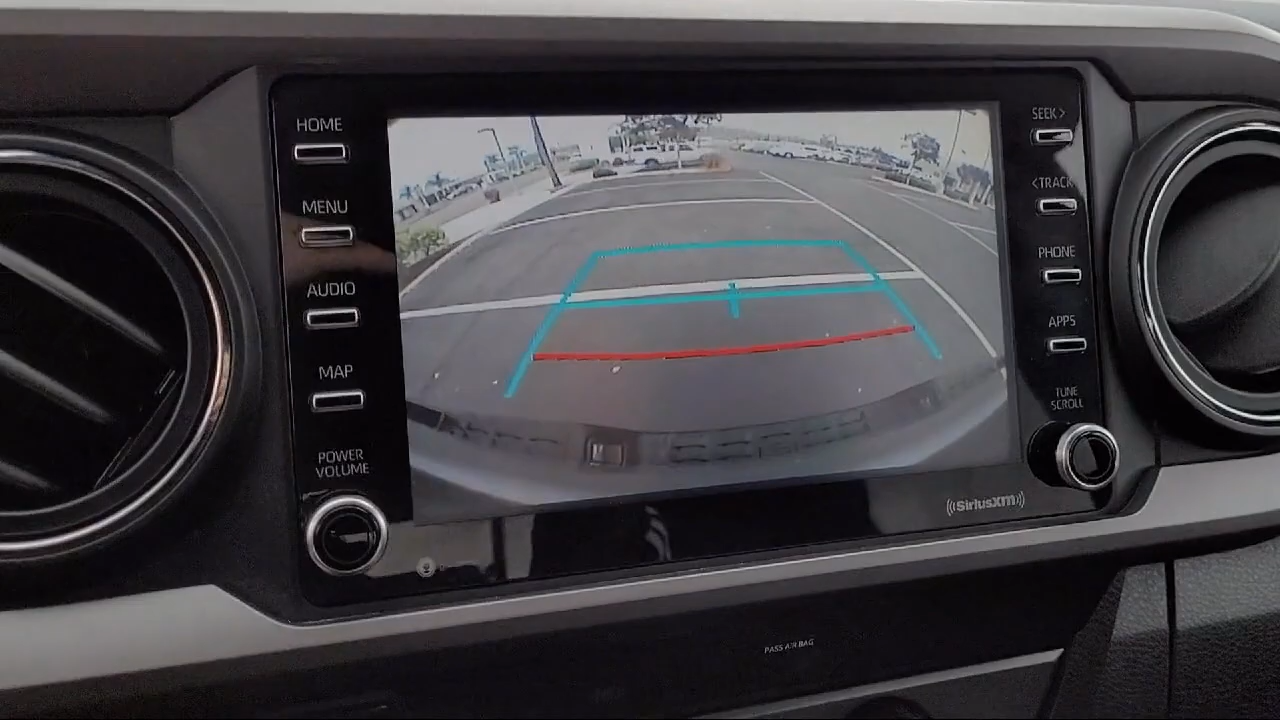 HOME
MENU
AUDIO
MAP
POWER
VOLUME
SEEK>
<TRACK
PHONE
APPS
TUNE
SCROLL
SiriusXM
PASS AIR BAG